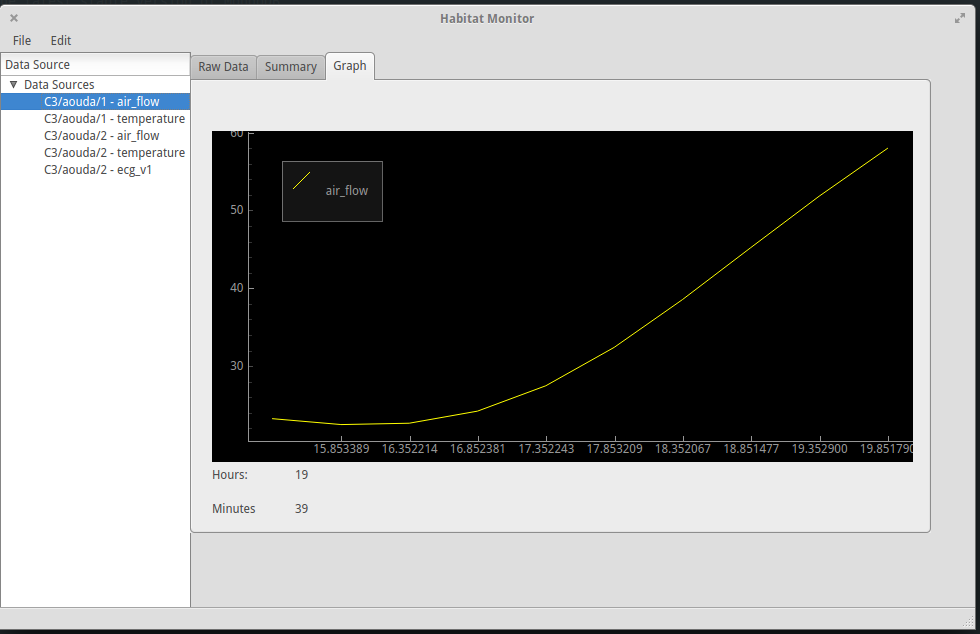 Habitat Monitor
File Edit
Data Source
Raw Data Summary Graph
Data Sources
C3/aouda/1 - air_flow
C3/aouda/1 - temperature
C3/aouda/2 - air_flow
C3/aouda/2 - temperature
C3/aouda/2 - ecg_v1
60
air_flow
50
40
30
15.853389 16.352214 16.852381 17.352243 17.853209 18.352067 18.851477 19.352900 19.851790
Hours: 19
Minutes 39